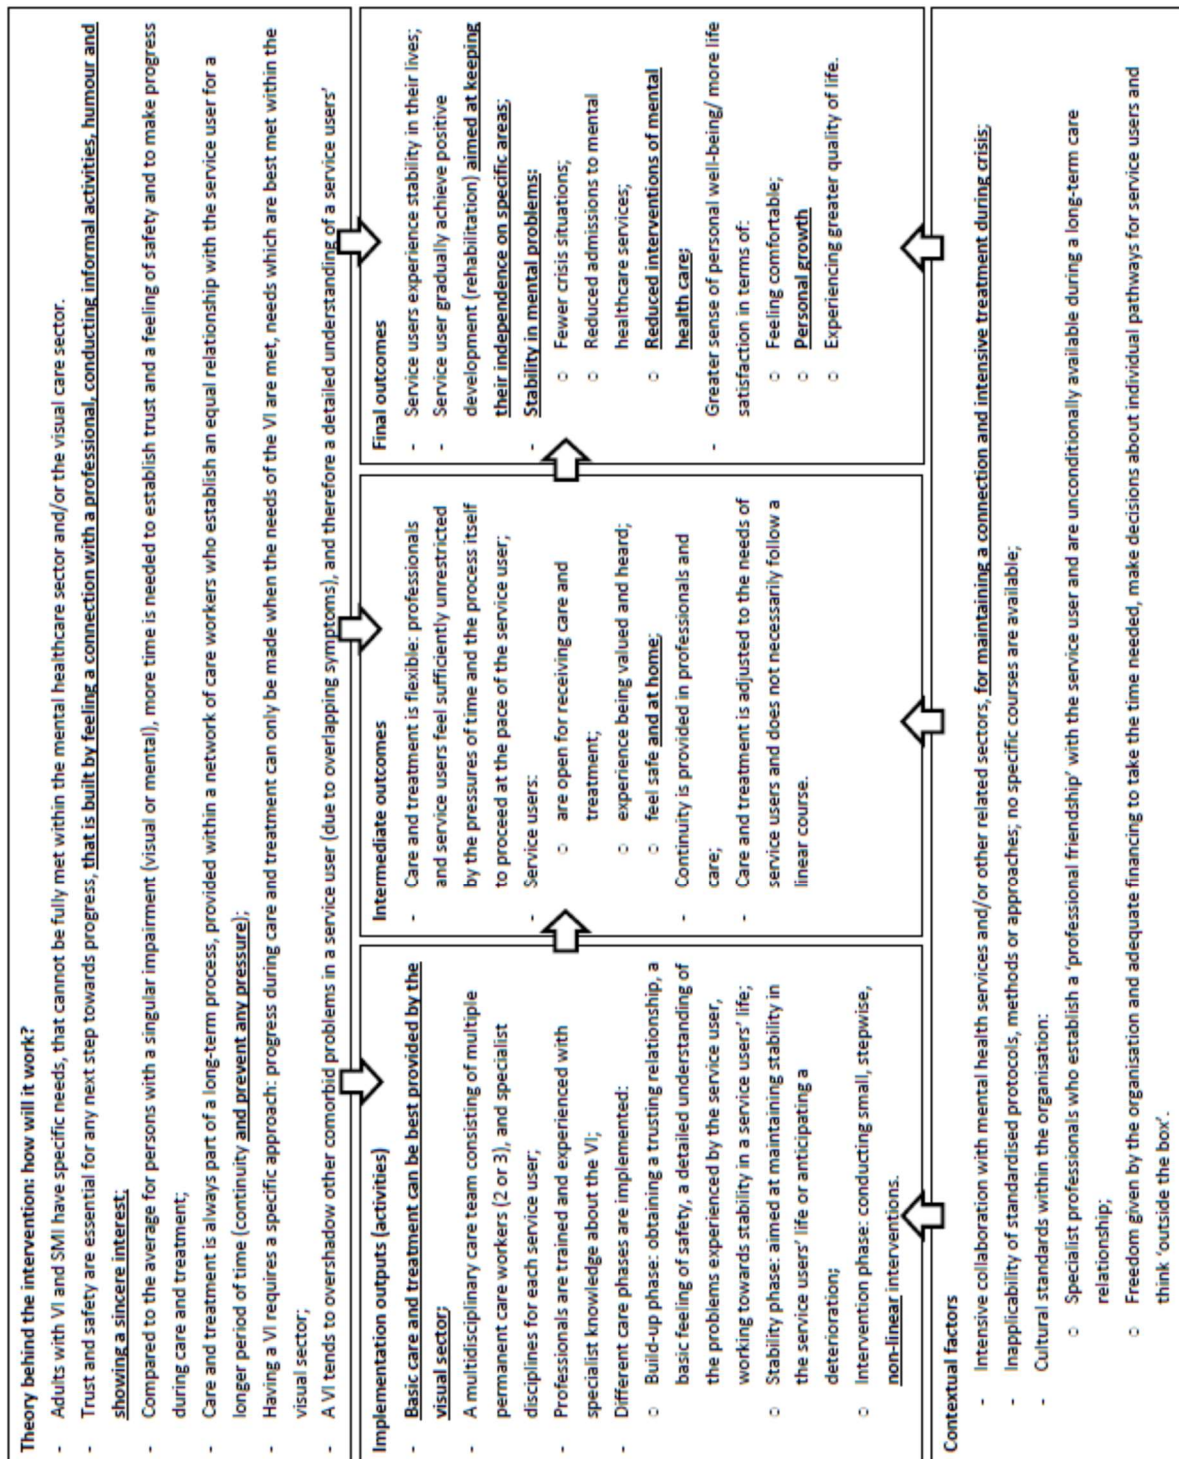 Theory behind the intervention: how will it work?
- Adults with VI and SMI have specific needs, that cannot be fully met within the mental healthcare sector and/or the visual care sector.
- Trust and safety are essential for any next step towards progress, that is built by feeling a connection with a professional, conducting informal activities, humour and
showing a sincere interest;
- Compared to the average for persons with a singular impairment (visual or mental), more time is needed to establish trust and a feeling of safety and to make progress
during care and treatment;
- Care and treatment is always part of a long-term process, provided within a network of care workers who establish an equal relationship with the service user for a
longer period of time (continuity and prevent any pressure);
- Having a VI requires a specific approach: progress during care and treatment can only be made when the needs of the VI are met, needs which are best met within the
visual sector;
- A VI tends to overshadow other comorbid problems in a service user (due to overlapping symptoms), and therefore a detailed understanding of a service users'
Implementation outputs (activities)
- Basic care and treatment can be best provided by the
visual sector;
- A multidisciplinary care team consisting of multiple
permanent care workers (2 or 3), and specialist
disciplines for each service user;
- Professionals are trained and experienced with
specialist knowledge about the VI;
- Different care phases are implemented:
○ Build-up phase: obtaining a trusting relationship, a
basic feeling of safety, a detailed understanding of
the problems experienced by the service user,
working towards stability in a service users' life;
○ Stability phase: aimed at maintaining stability in
the service users' life or anticipating a
deterioration;
○ Intervention phase: conducting small, stepwise,
non-linear interventions.
Intermediate outcomes
- Care and treatment is flexible: professionals
and service users feel sufficiently unrestricted
by the pressures of time and the process itself
to proceed at the pace of the service user;
- Service users:
○ are open for receiving care and
treatment;
○ experience being valued and heard;
○ feel safe and at home;
- Continuity is provided in professionals and
care;
- Care and treatment is adjusted to the needs of
service users and does not necessarily follow a
linear course.
Final outcomes
- Service users experience stability in their lives;
- Service user gradually achieve positive
development (rehabilitation) aimed at keeping
their independence on specific areas;
- Stability in mental problems:
○ Fewer crisis situations;
○ Reduced admissions to mental
healthcare services;
○ Reduced interventions of mental
health care;
- Greater sense of personal well-being/ more life
satisfaction in terms of:
○ Feeling comfortable;
○ Personal growth
○ Experiencing greater quality of life.
Contextual factors
- Intensive collaboration with mental health services and/or other related sectors, for maintaining a connection and intensive treatment during crisis;
- Inapplicability of standardised protocols, methods or approaches; no specific courses are available;
- Cultural standards within the organisation:
○ Specialist professionals who establish a 'professional friendship' with the service user and are unconditionally available during a long-term care
relationship;
○ Freedom given by the organisation and adequate financing to take the time needed, make decisions about individual pathways for service users and
think 'outside the box'.